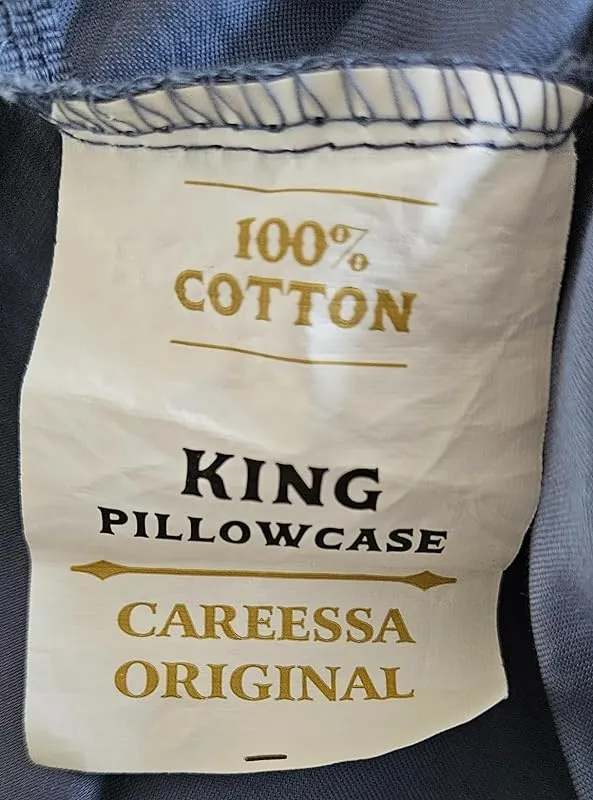 100%
COTTON
KING
PILLOWCASE
CAREESSA
ORIGINAL